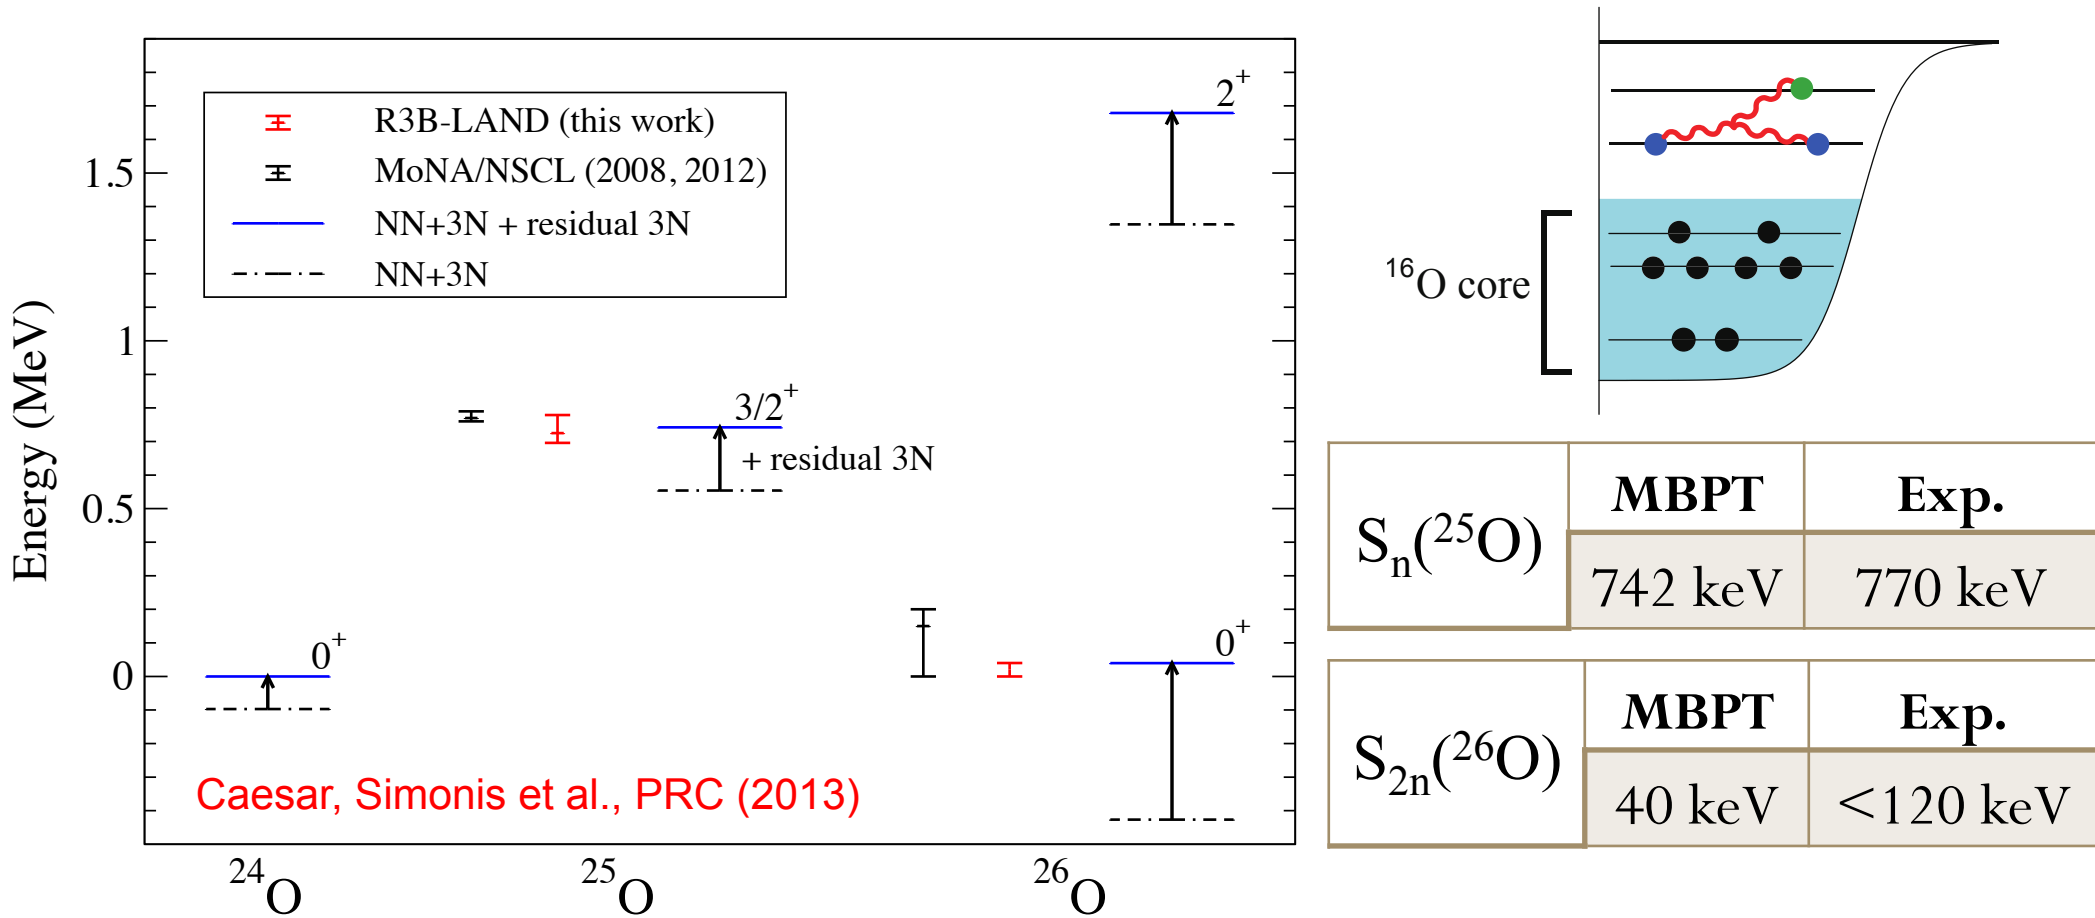 R3B-LAND (this work)
MoNA/NSCL (2008, 2012)
NN+3N + residual 3N
NN+3N
Energy (MeV)
1.5
1
0.5
0
0⁺
3/2⁺
+ residual 3N
2⁺
0⁺
Caesar, Simonis et al., PRC (2013)
²⁴O
²⁵O
²⁶O
¹⁶O core
Sₙ(²⁵O)
MBPT Exp.
742 keV 770 keV
S₂ₙ(²⁶O)
MBPT Exp.
40 keV <120 keV